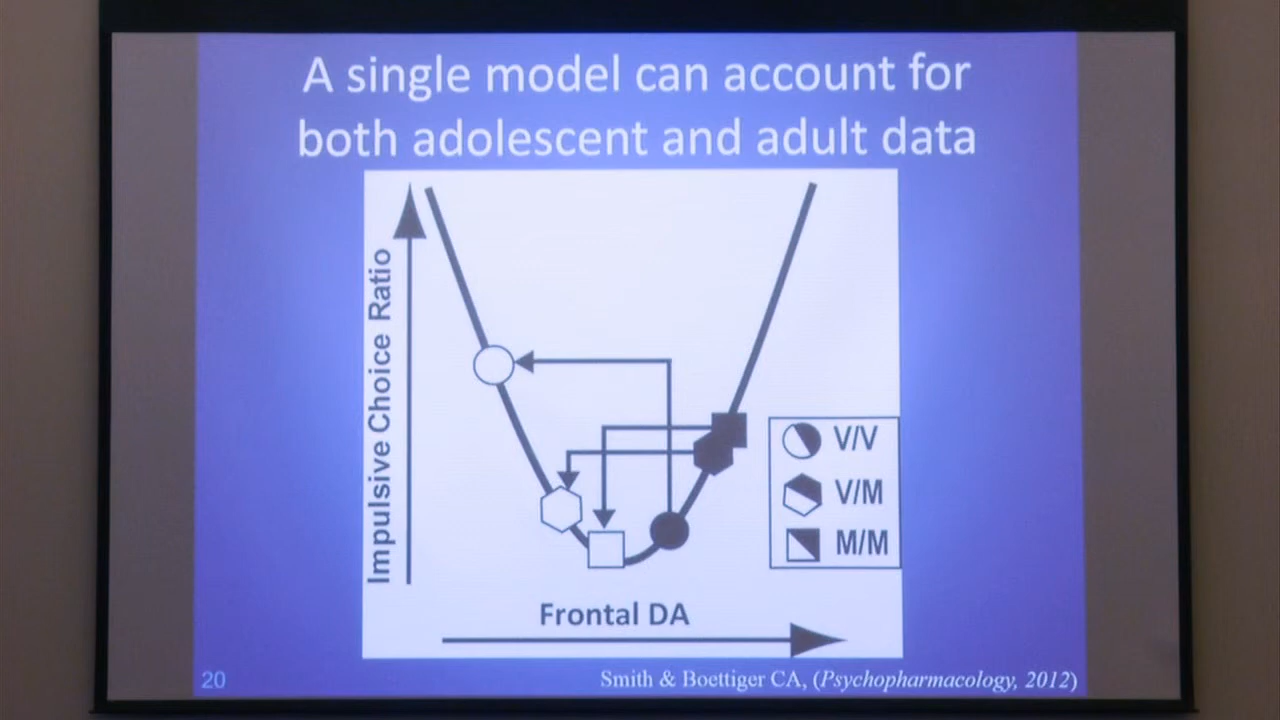 A single model can account for
both adolescent and adult data
Impulsive Choice Ratio
V/V
V/M
M/M
Frontal DA
20
Smith & Boettiger CA, (Psychopharmacology, 2012)